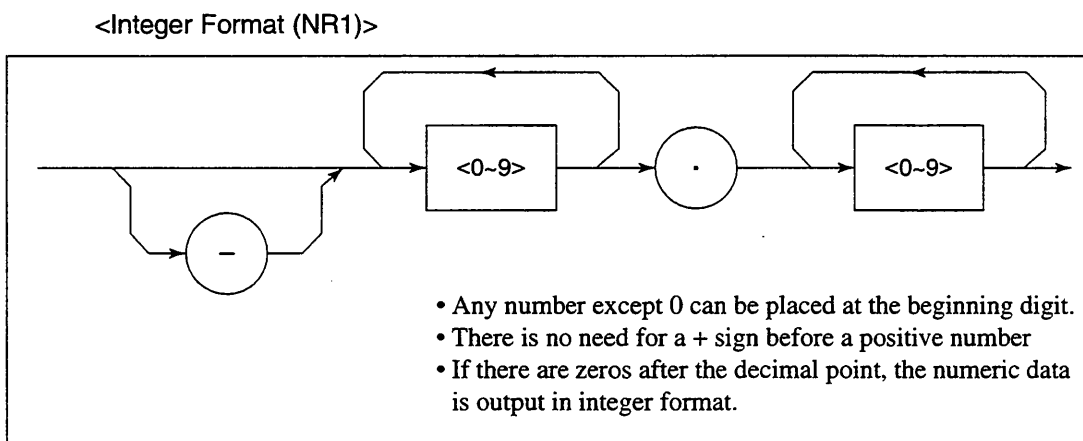 <Integer Format (NR1)>
<0~9> . <0~9>
−
• Any number except 0 can be placed at the beginning digit.
• There is no need for a + sign before a positive number
• If there are zeros after the decimal point, the numeric data
is output in integer format.